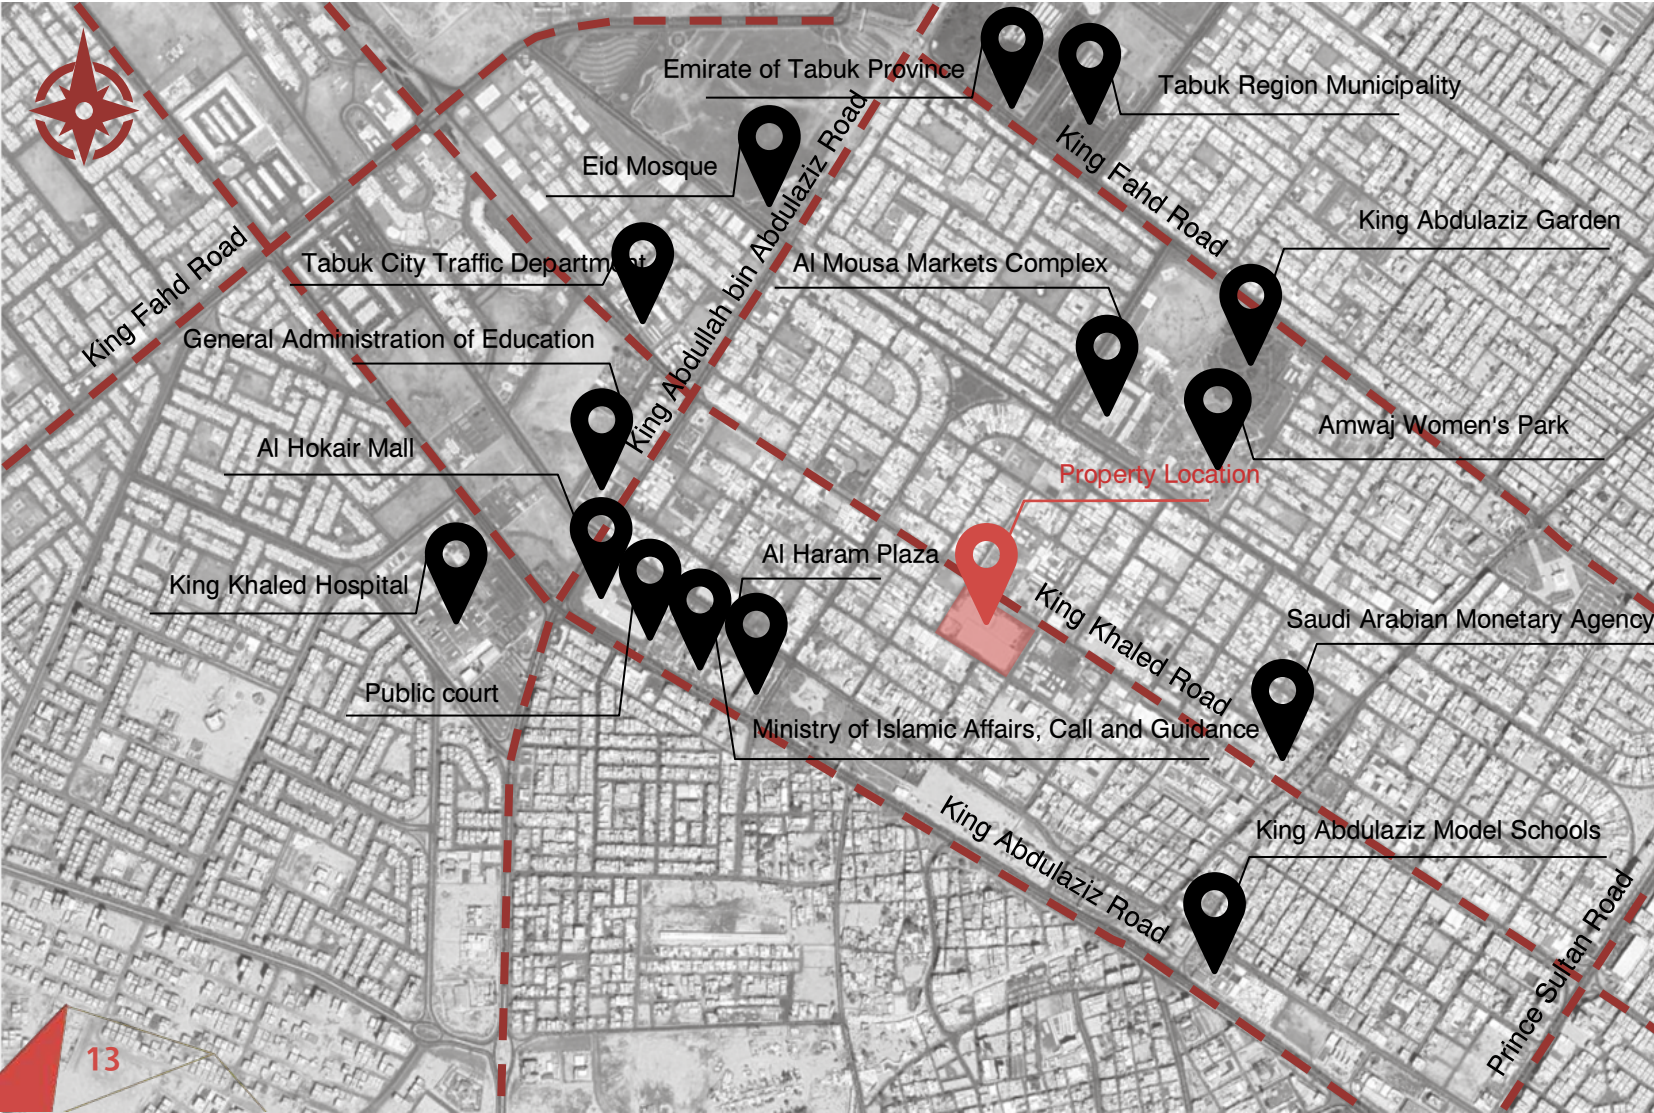 Emirate of Tabuk Province
Tabuk Region Municipality
Eid Mosque
King Fahd Road
King Abdulaziz Garden
Tabuk City Traffic Department
King Abdullah bin Abdulaziz Road
Al Mousa Markets Complex
King Fahd Road
General Administration of Education
Amwaj Women's Park
Al Hokair Mall
Property Location
King Khaled Hospital
Al Haram Plaza
King Khaled Road
Saudi Arabian Monetary Agency
Public court
Ministry of Islamic Affairs, Call and Guidance
King Abdulaziz Road
King Abdulaziz Model Schools
Prince Sultan Road
13